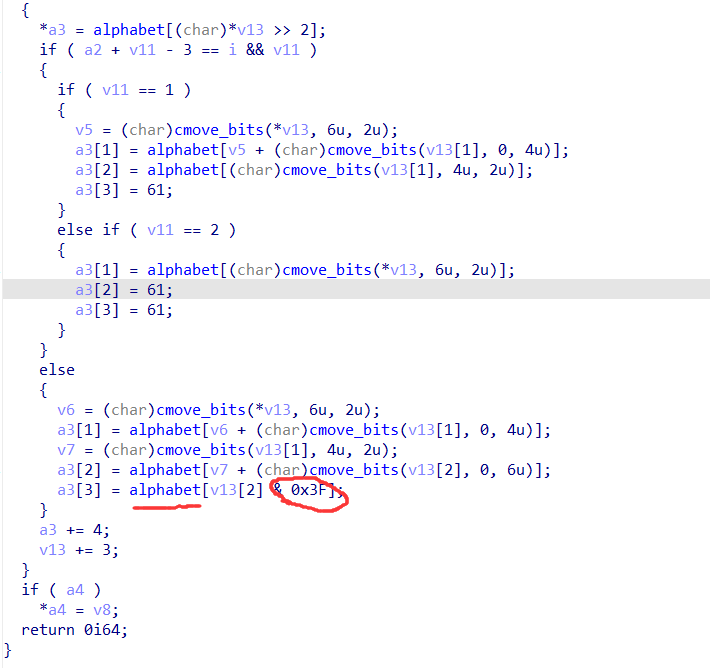 {
*a3 = alphabet[(char)*v13 >> 2];
if ( a2 + v11 - 3 == i && v11 )
{
if ( v11 == 1 )
{
v5 = (char)cmove_bits(*v13, 6u, 2u);
a3[1] = alphabet[v5 + (char)cmove_bits(v13[1], 0, 4u)];
a3[2] = alphabet[(char)cmove_bits(v13[1], 4u, 2u)];
a3[3] = 61;
}
else if ( v11 == 2 )
{
a3[1] = alphabet[(char)cmove_bits(*v13, 6u, 2u)];
a3[2] = 61;
a3[3] = 61;
}
}
else
{
v6 = (char)cmove_bits(*v13, 6u, 2u);
a3[1] = alphabet[v6 + (char)cmove_bits(v13[1], 0, 4u)];
v7 = (char)cmove_bits(v13[1], 4u, 2u);
a3[2] = alphabet[v7 + (char)cmove_bits(v13[2], 0, 6u)];
a3[3] = alphabet[v13[2] & 0x3F];
}
a3 += 4;
v13 += 3;
}
if ( a4 )
*a4 = v8;
return 0i64;
}